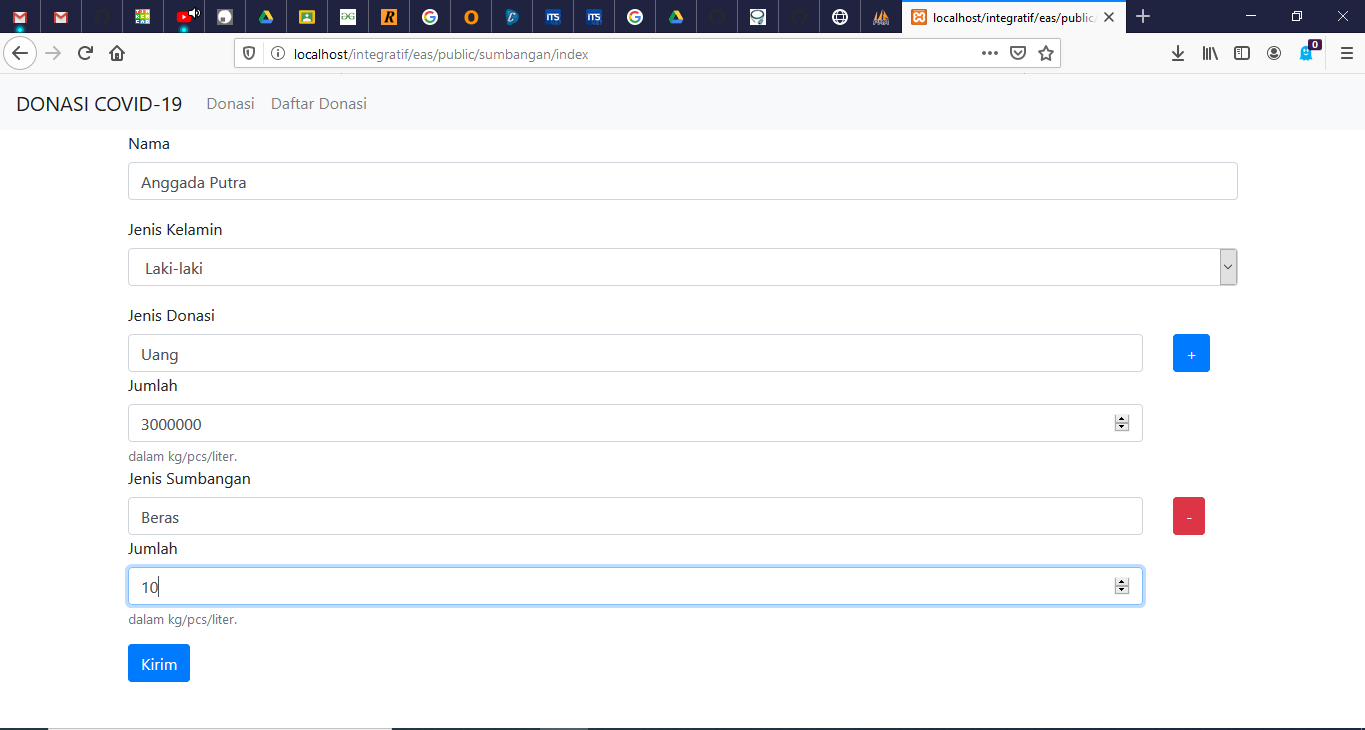 localhost/integratif/eas/public/
localhost/integratif/eas/public/sumbangan/index
0
DONASI COVID-19 Donasi Daftar Donasi
Nama
Anggada Putra
Jenis Kelamin
Laki-laki
Jenis Donasi
Uang
+
Jumlah
3000000
dalam kg/pcs/liter.
Jenis Sumbangan
Beras
-
Jumlah
10
dalam kg/pcs/liter.
Kirim